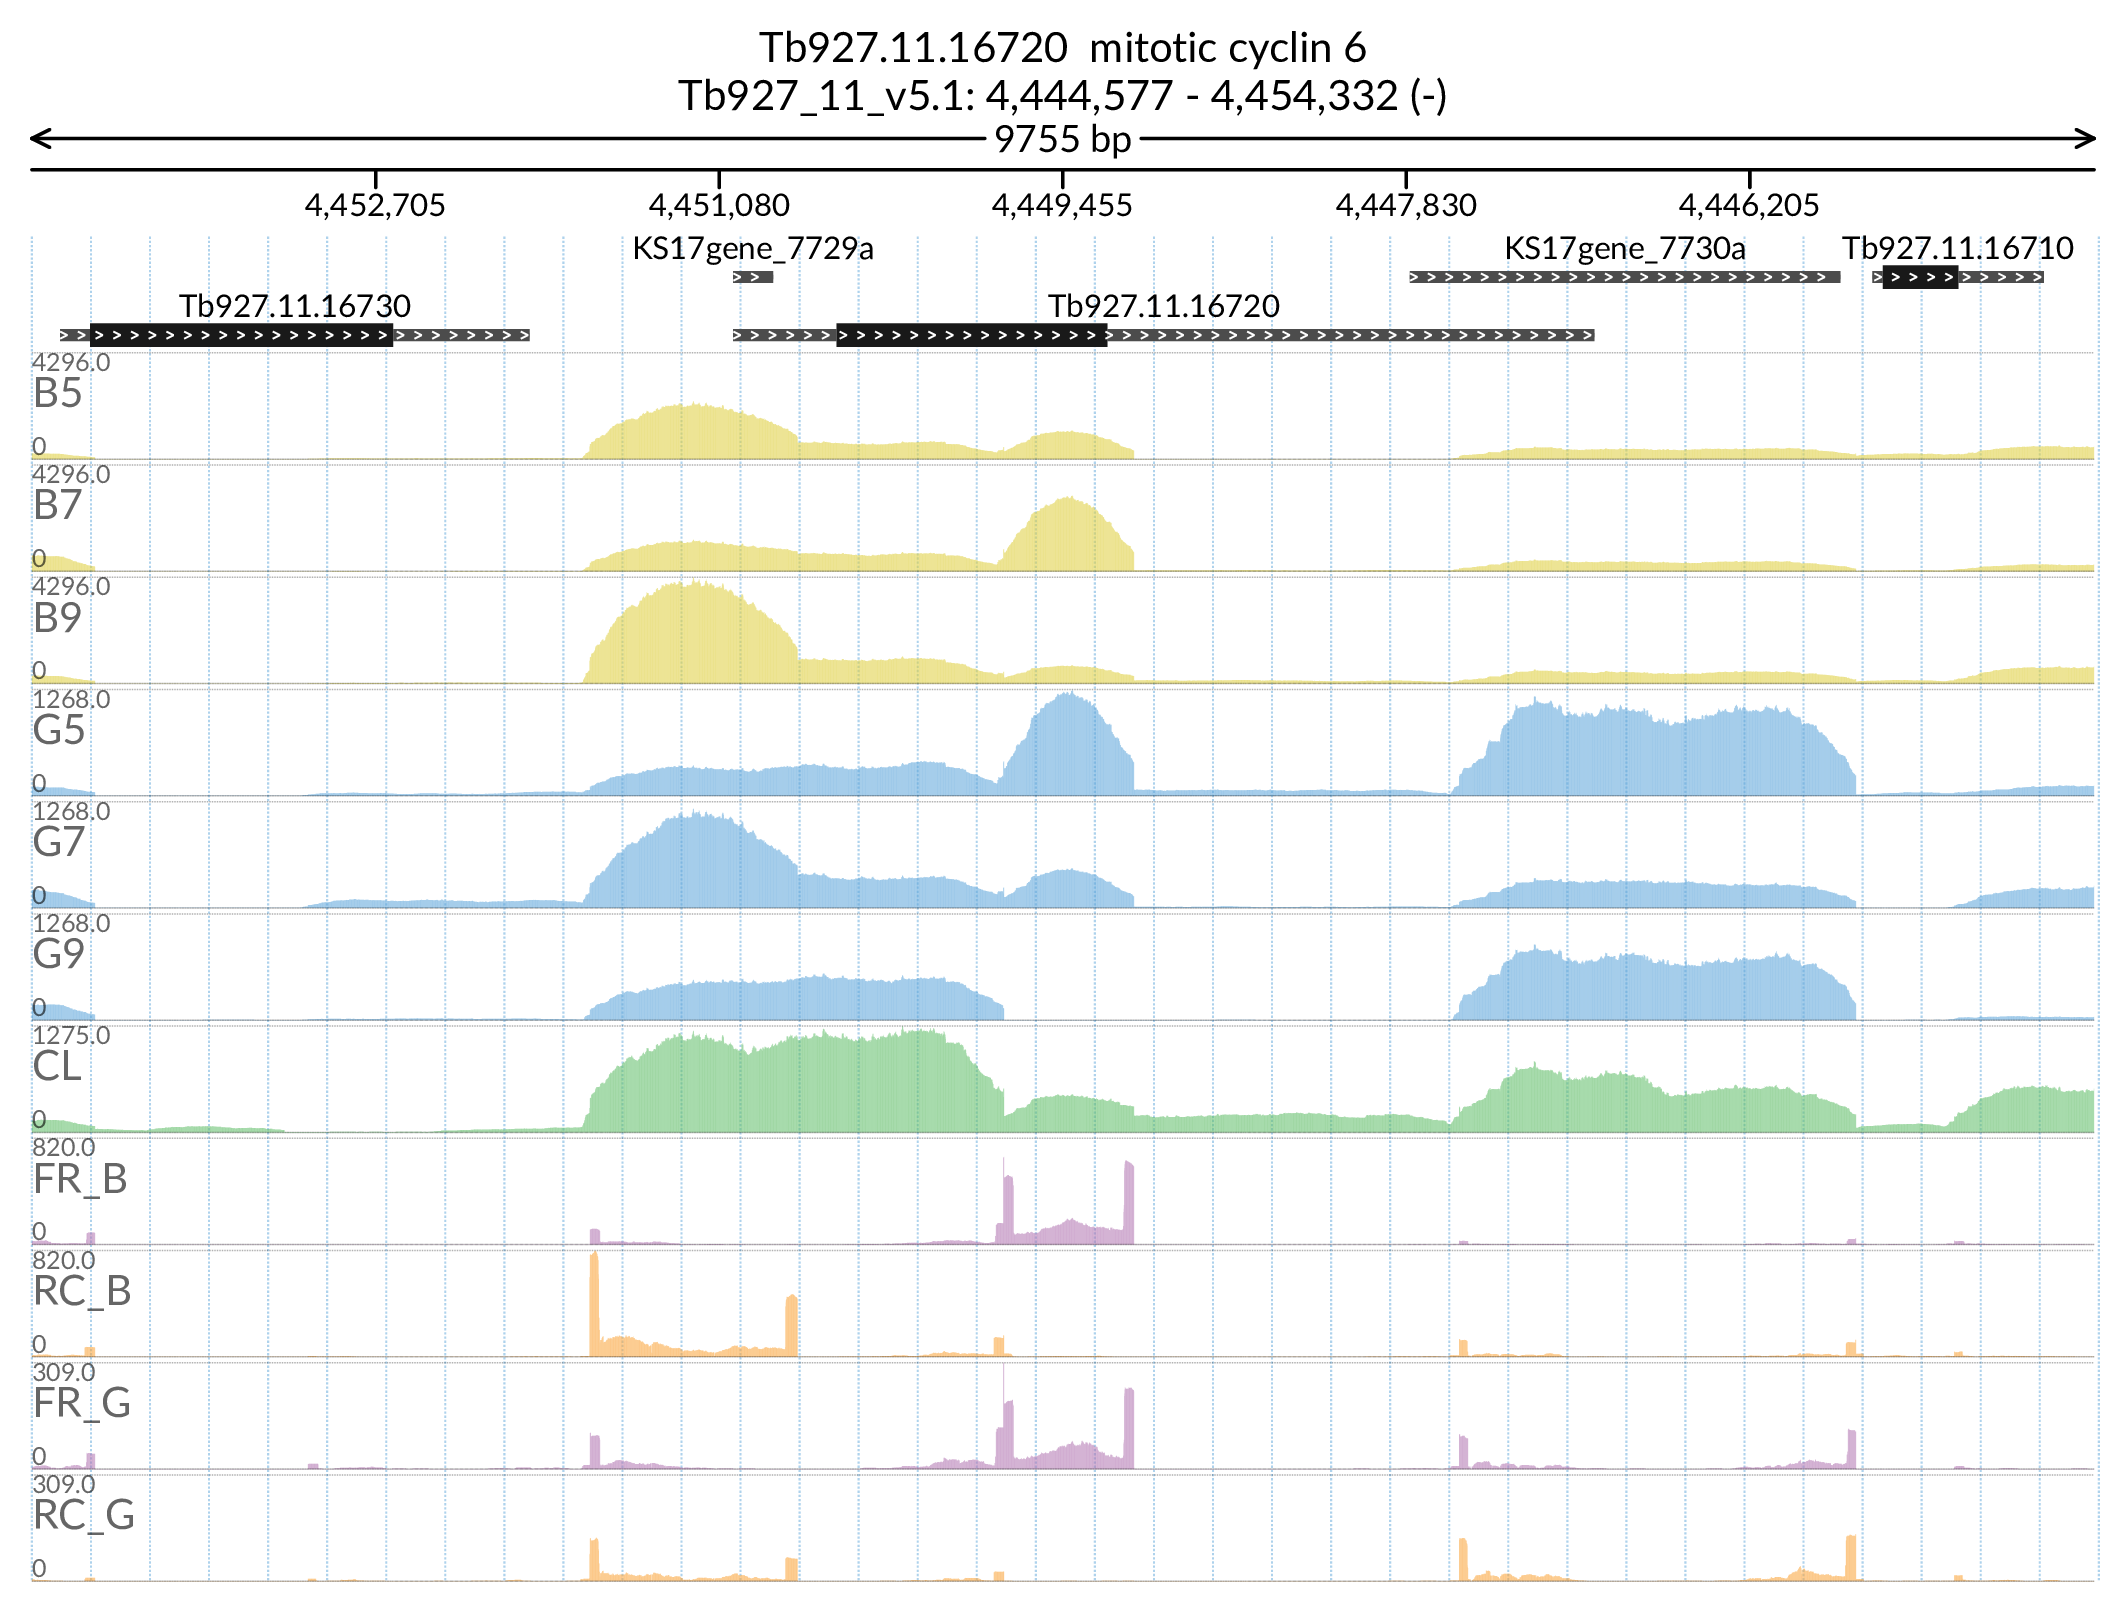 Tb927.11.16720  mitotic cyclin 6
Tb927_11_v5.1: 4,444,577 - 4,454,332 (-)
9755 bp
4,452,705 4,451,080 4,449,455 4,447,830 4,446,205
KS17gene_7729a KS17gene_7730a Tb927.11.16710
Tb927.11.16730 Tb927.11.16720
4296.0
B5
0
4296.0
B7
0
4296.0
B9
0
1268.0
G5
0
1268.0
G7
0
1268.0
G9
0
1275.0
CL
0
820.0
FR_B
0
820.0
RC_B
0
309.0
FR_G
0
309.0
RC_G
0